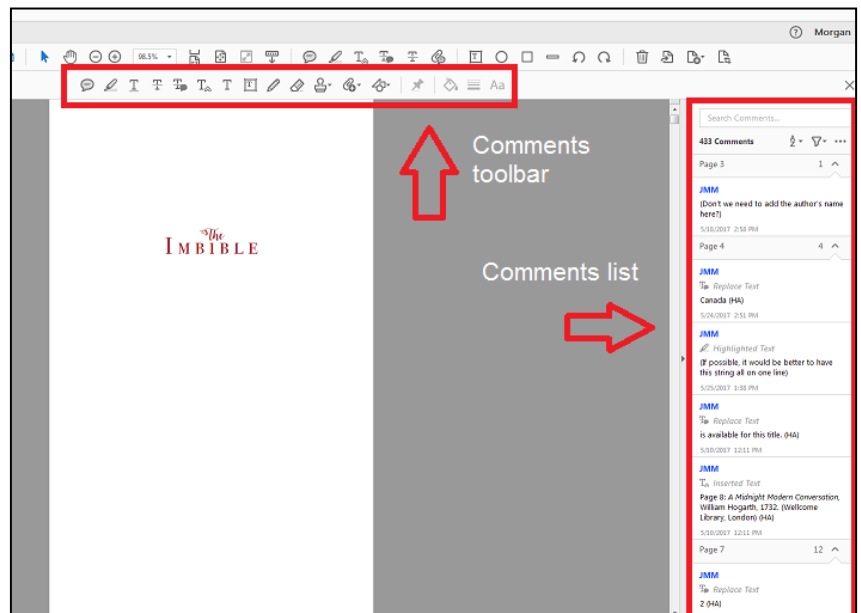 Morgan
98.5%
Aa
Search Comments...
433 Comments
Page 3 1
JMM
(Don't we need to add the author's name
here?)
5/18/2017 2:58 PM
Page 4 4
JMM
Replace Text
Canada (HA)
5/24/2017 2:51 PM
JMM
Highlighted Text
(If possible, it would be better to have
this string all on one line)
5/25/2017 1:38 PM
JMM
Replace Text
is available for this title. (HA)
5/10/2017 12:11 PM
JMM
Inserted Text
Page 8: A Midnight Modern Conversation,
William Hogarth, 1732. (Wellcome
Library, London) (HA)
5/10/2017 12:11 PM
Page 7 12
JMM
Replace Text
2 (HA)
Comments
toolbar
Comments list
the
IMBIBLE